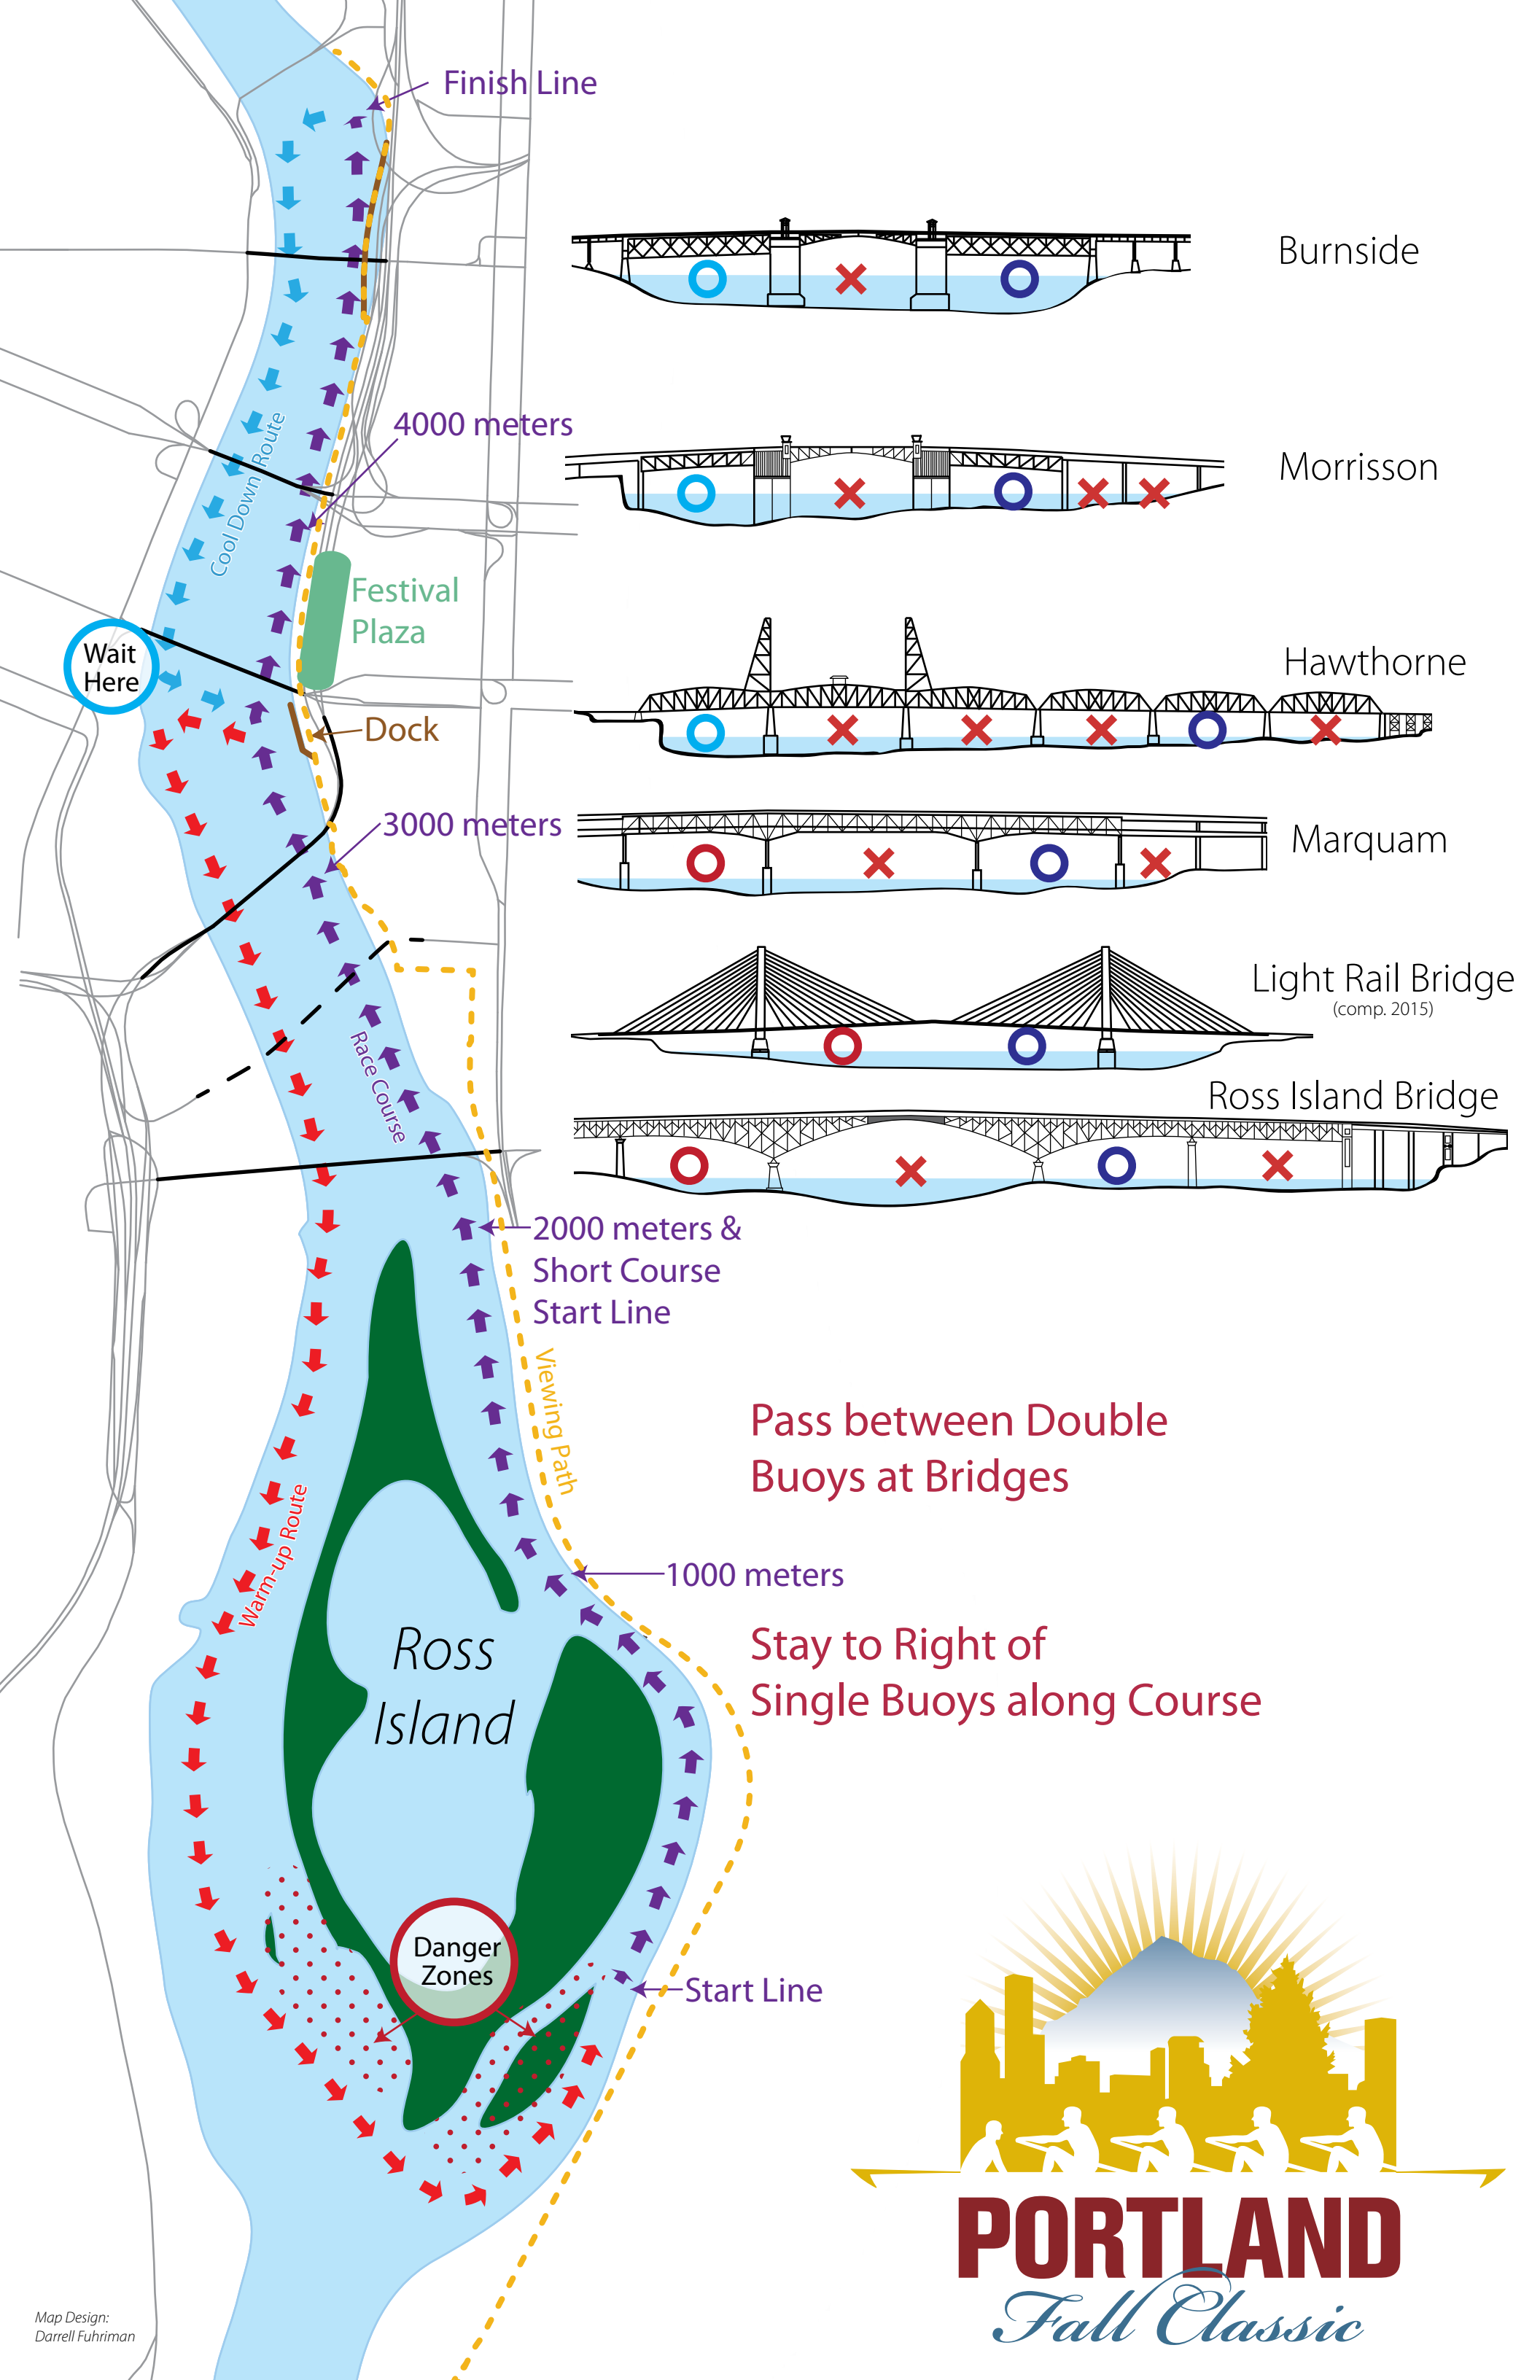 Finish Line
Burnside
4000 meters
Cool Down Route
Morrisson
Festival
Plaza
Wait
Here
Hawthorne
Dock
3000 meters
Marquam
Light Rail Bridge
(comp. 2015)
Race Course
Ross Island Bridge
2000 meters &
Short Course
Start Line
Viewing Path
Pass between Double
Buoys at Bridges
Warm-up Route
1000 meters
Ross
Island
Stay to Right of
Single Buoys along Course
Danger
Zones
Start Line
PORTLAND
Fall Classic
Map Design:
Darrell Fuhriman